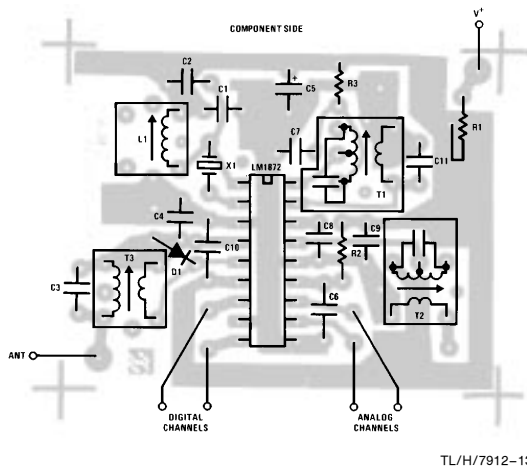 COMPONENT SIDE
V+
C2
C1
+
C5
R3
R1
L1
X1
LM1872
C7
T1
C11
C4
C10
C8
R2
C9
D1
T3
C3
C6
T2
ANT
DIGITAL
CHANNELS
ANALOG
CHANNELS
TL/H/7912–13